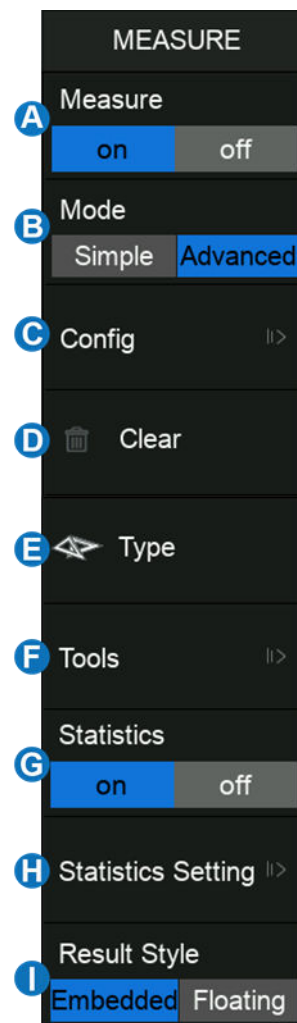 MEASURE
A
Measure
on off
B
Mode
Simple Advanced
C
Config
D
Clear
E
Type
F
Tools
Statistics
G
on off
H
Statistics Setting
Result Style
I
Embedded Floating